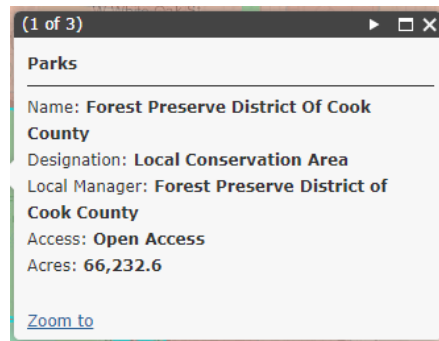 (1 of 3)
Parks
Name: Forest Preserve District Of Cook
County
Designation: Local Conservation Area
Local Manager: Forest Preserve District of
Cook County
Access: Open Access
Acres: 66,232.6
Zoom to